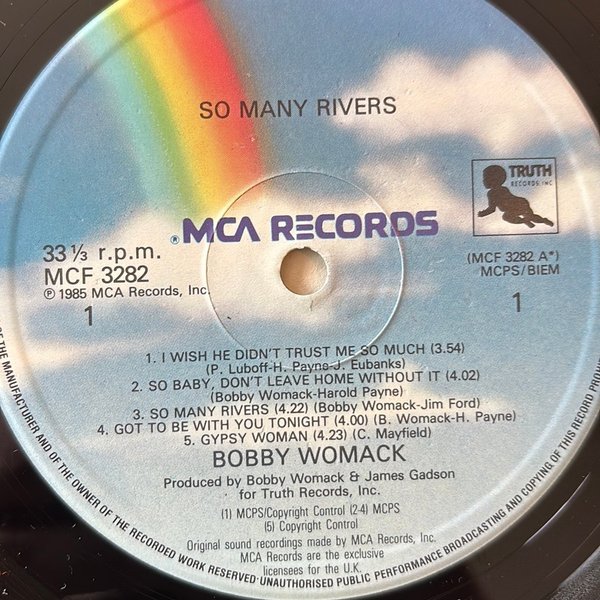 SO MANY RIVERS
TRUTH
RECORDS, INC
® MCA RECORDS
33 ⅓ r.p.m.
MCF 3282
℗ 1985 MCA Records, Inc.
1
(MCF 3282 A*)
MCPS/BIEM
1
1. I WISH HE DIDN'T TRUST ME SO MUCH (3.54)
(P. Luboff-H. Payne-J. Eubanks)
2. SO BABY, DON'T LEAVE HOME WITHOUT IT (4.02)
(Bobby Womack-Harold Payne)
3. SO MANY RIVERS (4.22) (Bobby Womack-Jim Ford)
4. GOT TO BE WITH YOU TONIGHT (4.00) (B. Womack-H. Payne)
5. GYPSY WOMAN (4.23) (C. Mayfield)
BOBBY WOMACK
Produced by Bobby Womack & James Gadson
for Truth Records, Inc.
(1) MCPS/Copyright Control (2-4) MCPS
(5) Copyright Control
Original sound recordings made by MCA Records, Inc.
MCA Records are the exclusive
licensees for the U.K.
OF THE MANUFACTURER AND OF THE OWNER OF THE RECORDED WORK RESERVED·UNAUTHORISED PUBLIC PERFORMANCE BROADCASTING AND COPYING OF THIS RECORD